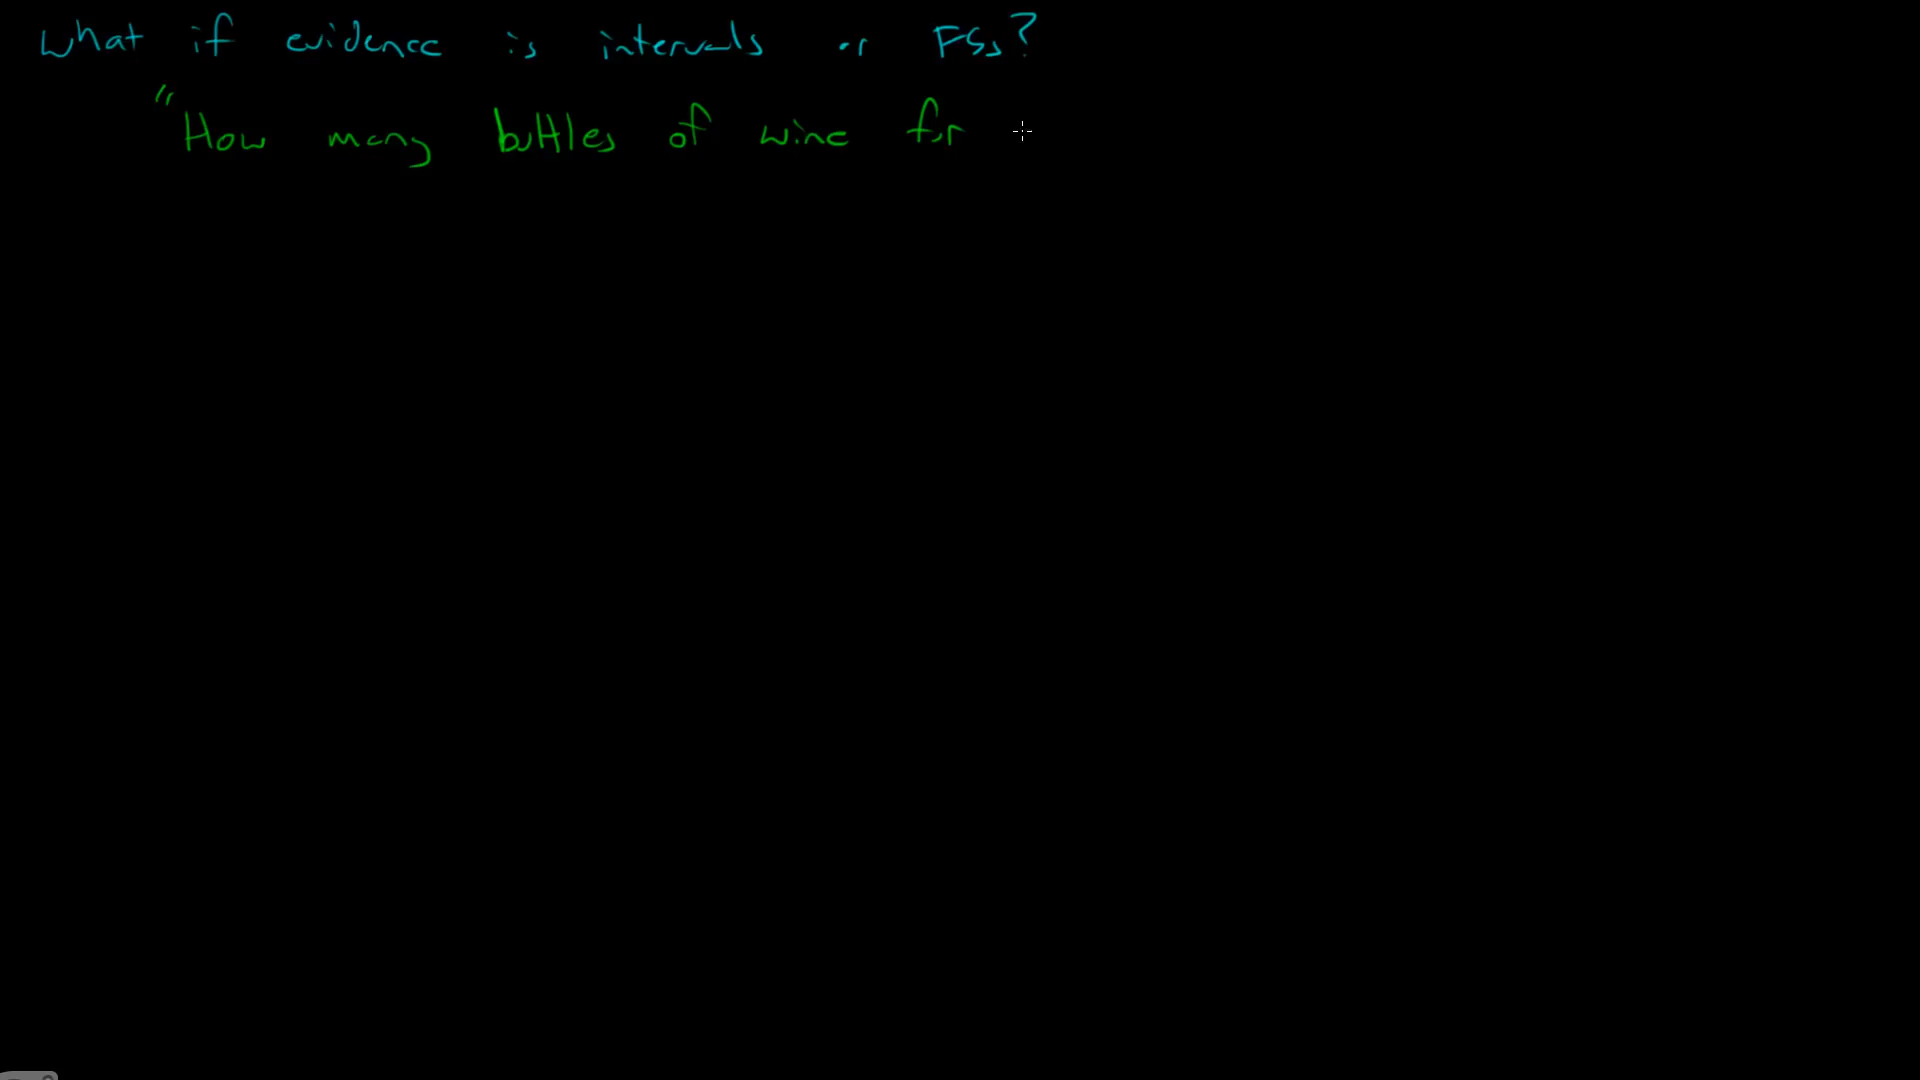 What if evidence is intervals or FSs?
"How many bottles of wine for